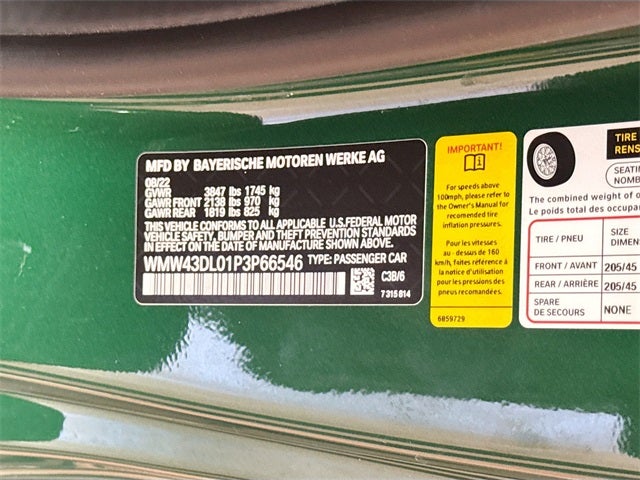 MFD BY BAYERISCHE MOTOREN WERKE AG
08/22
GVWR 3847 lbs 1745 kg
GAWR FRONT 2138 lbs 970 kg
GAWR REAR 1819 lbs 825 kg
THIS VEHICLE CONFORMS TO ALL APPLICABLE U.S.FEDERAL MOTOR
VEHICLE SAFETY, BUMPER AND THEFT PREVENTION STANDARDS
IN EFFECT ON THE DATE OF MANUFACTURE SHOWN ABOVE.
WMW43DL01P3P66546 TYPE: PASSENGER CAR
C3B/6
7 315 814
IMPORTANT!
For speeds above
100mph, please refer to
the Owner's Manual for
recomended tire
inflation pressures.
Pour les vitesses
au - dessus de 160
km/h, faites référence à
la notice d'emploi pour
les pressions des
pneus recomandées.
6859729
TIRE
RENS
SEATI
NOMB
The combined weight of o
Le poids total des occupa
TIRE / PNEU
SIZE
DIMEN
FRONT / AVANT 205/45
REAR / ARRIÈRE 205/45
SPARE
DE SECOURS NONE